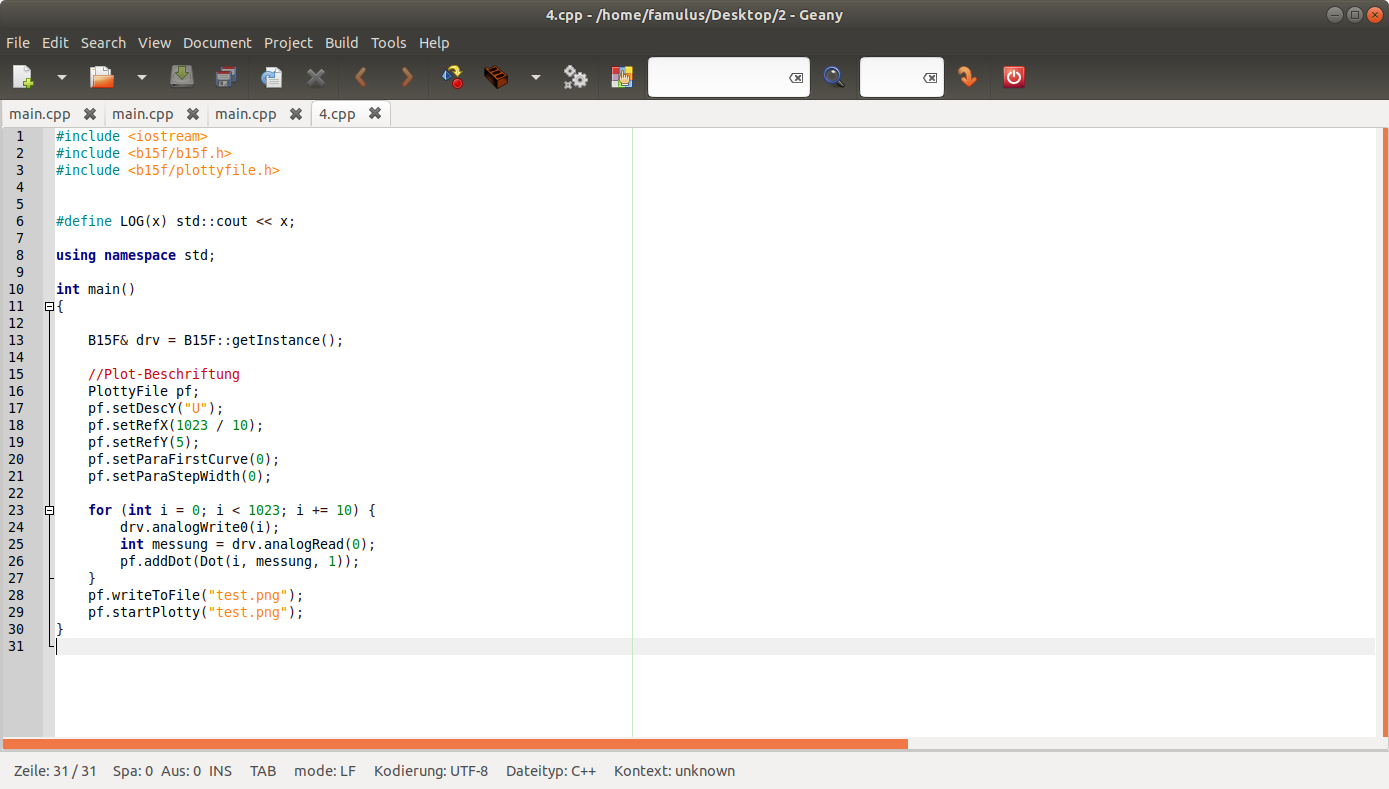 4.cpp - /home/famulus/Desktop/2 - Geany
File Edit Search View Document Project Build Tools Help
main.cpp main.cpp main.cpp 4.cpp
1 #include <iostream>
2 #include <b15f/b15f.h>
3 #include <b15f/plottyfile.h>
4
5
6 #define LOG(x) std::cout << x;
7
8 using namespace std;
9
10 int main()
11 {
12
13     B15F& drv = B15F::getInstance();
14
15     //Plot-Beschriftung
16     PlottyFile pf;
17     pf.setDescY("U");
18     pf.setRefX(1023 / 10);
19     pf.setRefY(5);
20     pf.setParaFirstCurve(0);
21     pf.setParaStepWidth(0);
22
23     for (int i = 0; i < 1023; i += 10) {
24         drv.analogWrite0(i);
25         int messung = drv.analogRead(0);
26         pf.addDot(Dot(i, messung, 1));
27     }
28     pf.writeToFile("test.png");
29     pf.startPlotty("test.png");
30 }
31
Zeile: 31 / 31 Spa: 0 Aus: 0 INS TAB mode: LF Kodierung: UTF-8 Dateityp: C++ Kontext: unknown